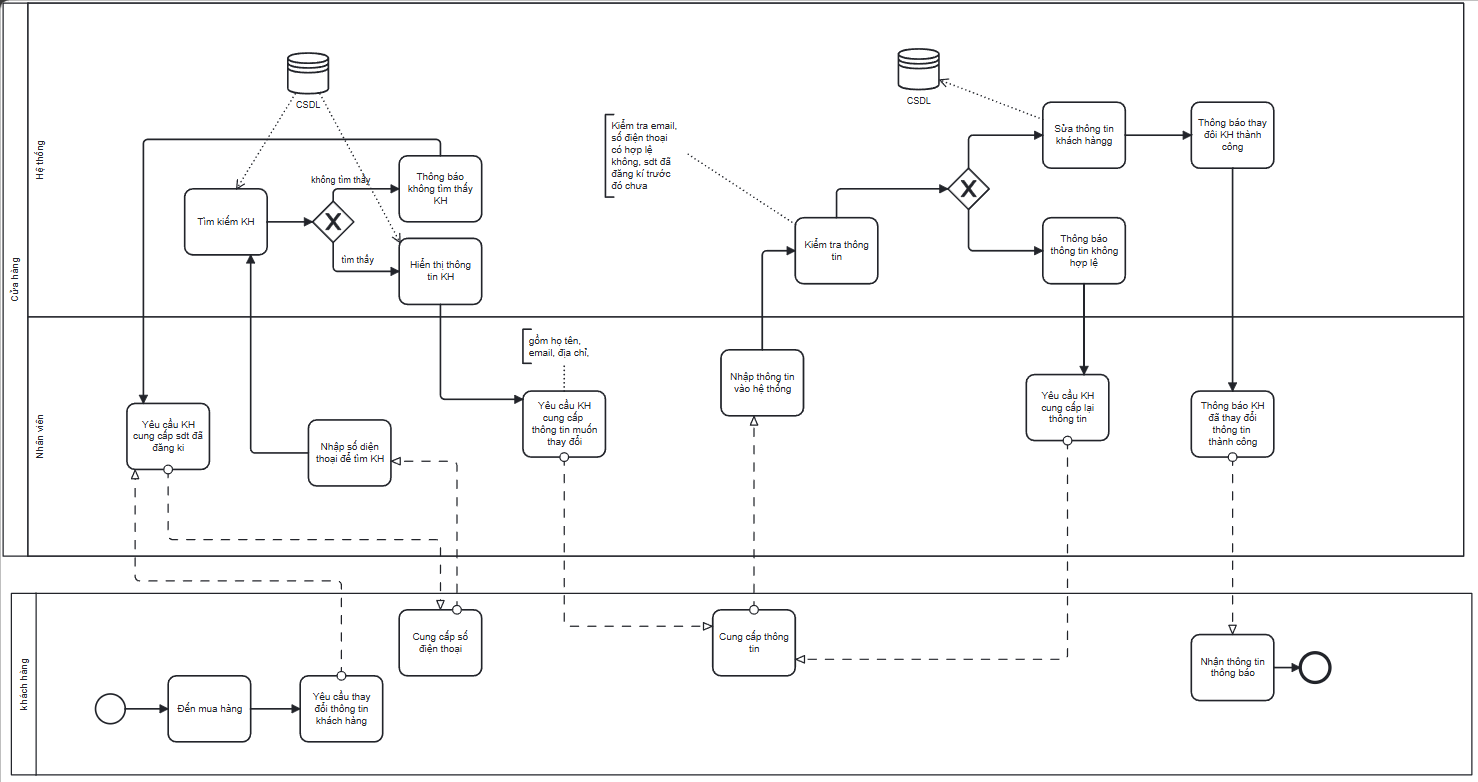 Cửa hàng
Hệ thống
CSDL
không tìm thấy
Thông báo
không tìm thấy
KH
Tìm kiếm KH
tìm thấy
Hiển thị thông
tin KH
Kiểm tra email,
số điện thoại
có hợp lệ
không, sdt đã
đăng kí trước
đó chưa
Kiểm tra thông
tin
CSDL
Sửa thông tin
khách hàngg
Thông báo thay
đôi KH thành
công
Thông báo
thông tin không
hợp lệ
Nhân viên
Yêu cầu KH
cung cấp sdt đã
đăng kí
Nhập số diện
thoại để tìm KH
gồm họ tên,
email, địa chỉ,
Yêu cầu KH
cung cấp
thông tin muốn
thay đổi
Nhập thông tin
vào hệ thống
Yêu cầu KH
cung cấp lại
thông tin
Thông báo KH
đã thay đổi
thông tin
thành công
khách hàng
Đến mua hàng
Yêu cầu thay
đổi thông tin
khách hàng
Cung cấp số
điện thoại
Cung cấp thông
tin
Nhận thông tin
thông báo